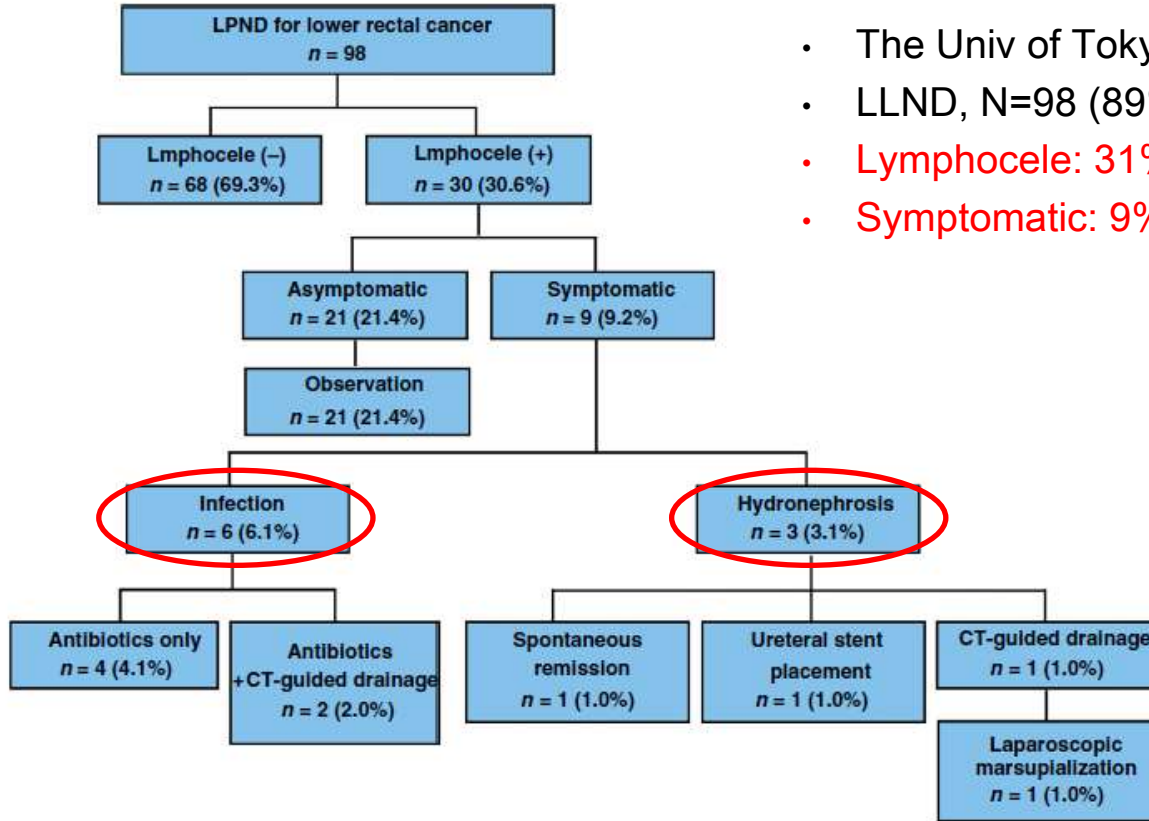 LPND for lower rectal cancer
n = 98
Lmphocele (–)
n = 68 (69.3%)
Lmphocele (+)
n = 30 (30.6%)
Asymptomatic
n = 21 (21.4%)
Symptomatic
n = 9 (9.2%)
Observation
n = 21 (21.4%)
Infection
n = 6 (6.1%)
Hydronephrosis
n = 3 (3.1%)
Antibiotics only
n = 4 (4.1%)
Antibiotics
+CT-guided drainage
n = 2 (2.0%)
Spontaneous
remission
n = 1 (1.0%)
Ureteral stent
placement
n = 1 (1.0%)
CT-guided drainage
n = 1 (1.0%)
Laparoscopic
marsupialization
n = 1 (1.0%)
• The Univ of Toky
• LLND, N=98 (89
• Lymphocele: 31%
• Symptomatic: 9%